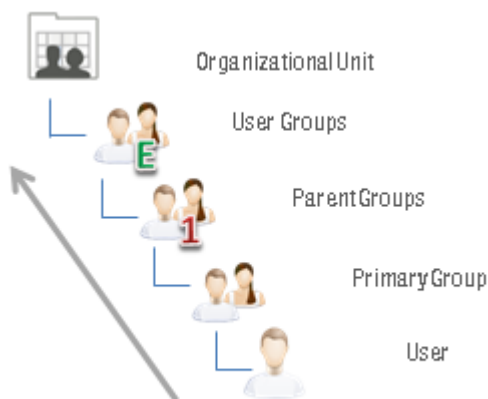 Organizational Unit
User Groups
E
Parent Groups
1
Primary Group
User